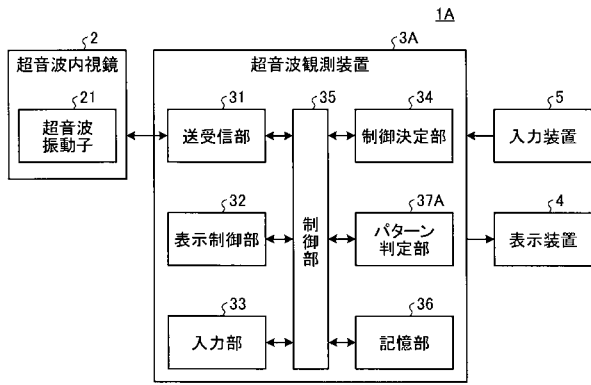 1A
2
超音波内視鏡
21
超音波
振動子
3A
超音波観測装置
31
送受信部
35
制御部
34
制御決定部
5
入力装置
32
表示制御部
37A
パターン
判定部
4
表示装置
33
入力部
36
記憶部